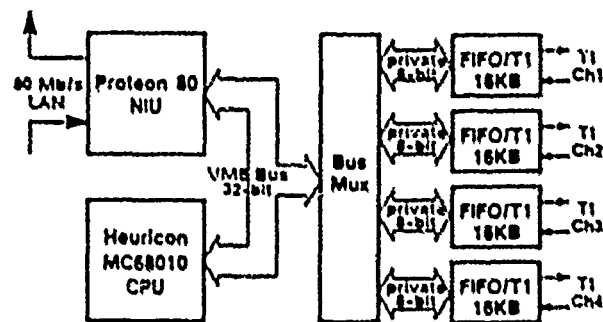 80 Mb/s
LAN
Proteon 80
NIU
VME Bus
32-bit
Heuricon
MC68010
CPU
Bus
Mux
private
8-bit
FIFO/T1
16KB
T1
Ch1
private
8-bit
FIFO/T1
16KB
T1
Ch2
private
8-bit
FIFO/T1
16KB
T1
Ch3
private
8-bit
FIFO/T1
16KB
T1
Ch4